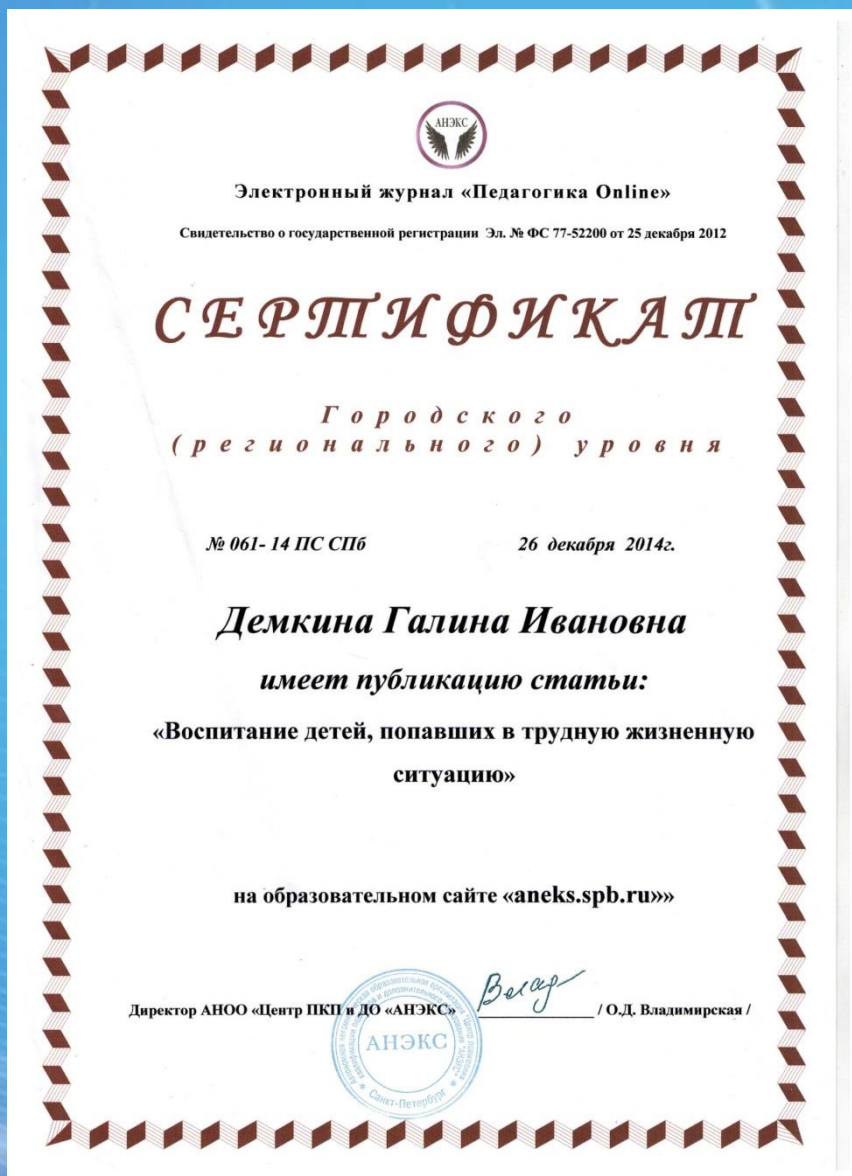 АНЭКС
Электронный журнал «Педагогика Online»
Свидетельство о государственной регистрации Эл. № ФС 77-52200 от 25 декабря 2012
СЕРТИФИКАТ
Городского
(регионального) уровня
№ 061- 14 ПС СПб 26 декабря 2014г.
Демкина Галина Ивановна
имеет публикацию статьи:
«Воспитание детей, попавших в трудную жизненную
ситуацию»
на образовательном сайте «aneks.spb.ru»»
Директор АНОО «Центр ПКП и ДО «АНЭКС» / О.Д. Владимирская /
АНЭКС
Санкт-Петербург